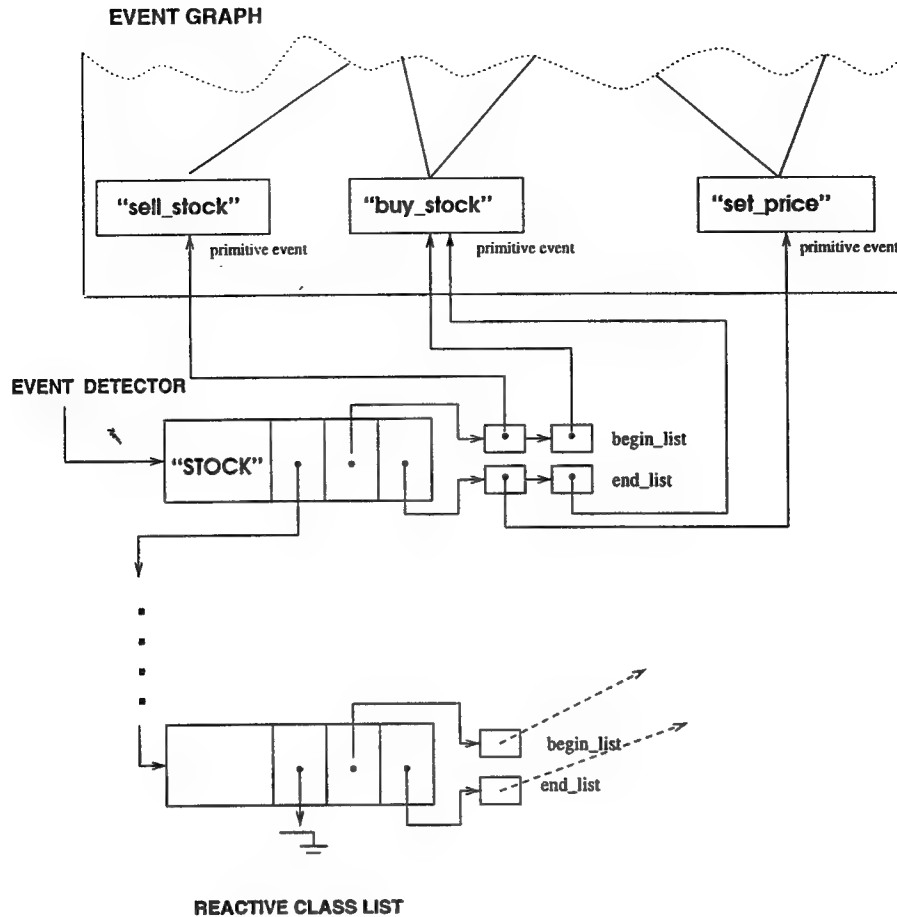 EVENT GRAPH
“sell_stock”
“buy_stock”
“set_price”
primitive event
primitive event
primitive event
EVENT DETECTOR
“STOCK”
begin_list
end_list
begin_list
end_list
REACTIVE CLASS LIST